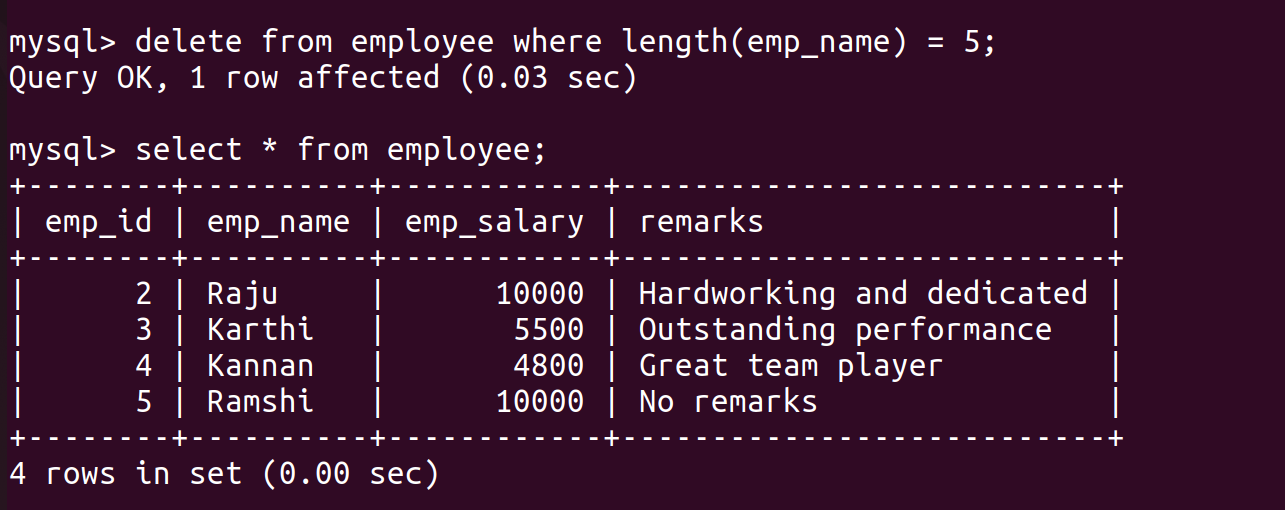 mysql> delete from employee where length(emp_name) = 5;
Query OK, 1 row affected (0.03 sec)

mysql> select * from employee;
+--------+----------+------------+---------------------------+
| emp_id | emp_name | emp_salary | remarks                   |
+--------+----------+------------+---------------------------+
|      2 | Raju     |      10000 | Hardworking and dedicated |
|      3 | Karthi   |       5500 | Outstanding performance   |
|      4 | Kannan   |       4800 | Great team player         |
|      5 | Ramshi   |      10000 | No remarks                |
+--------+----------+------------+---------------------------+
4 rows in set (0.00 sec)